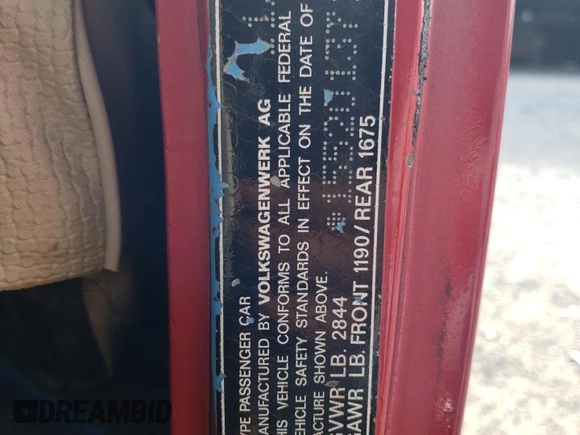 TYPE PASSENGER CAR
MANUFACTURED BY VOLKSWAGENWERK AG
THIS VEHICLE CONFORMS TO ALL APPLICABLE FEDERAL
VEHICLE SAFETY STANDARDS IN EFFECT ON THE DATE OF
FACTURE SHOWN ABOVE.
GVWR LB. 2844
GAWR LB. FRONT 1190/REAR 1675
DREAMBID